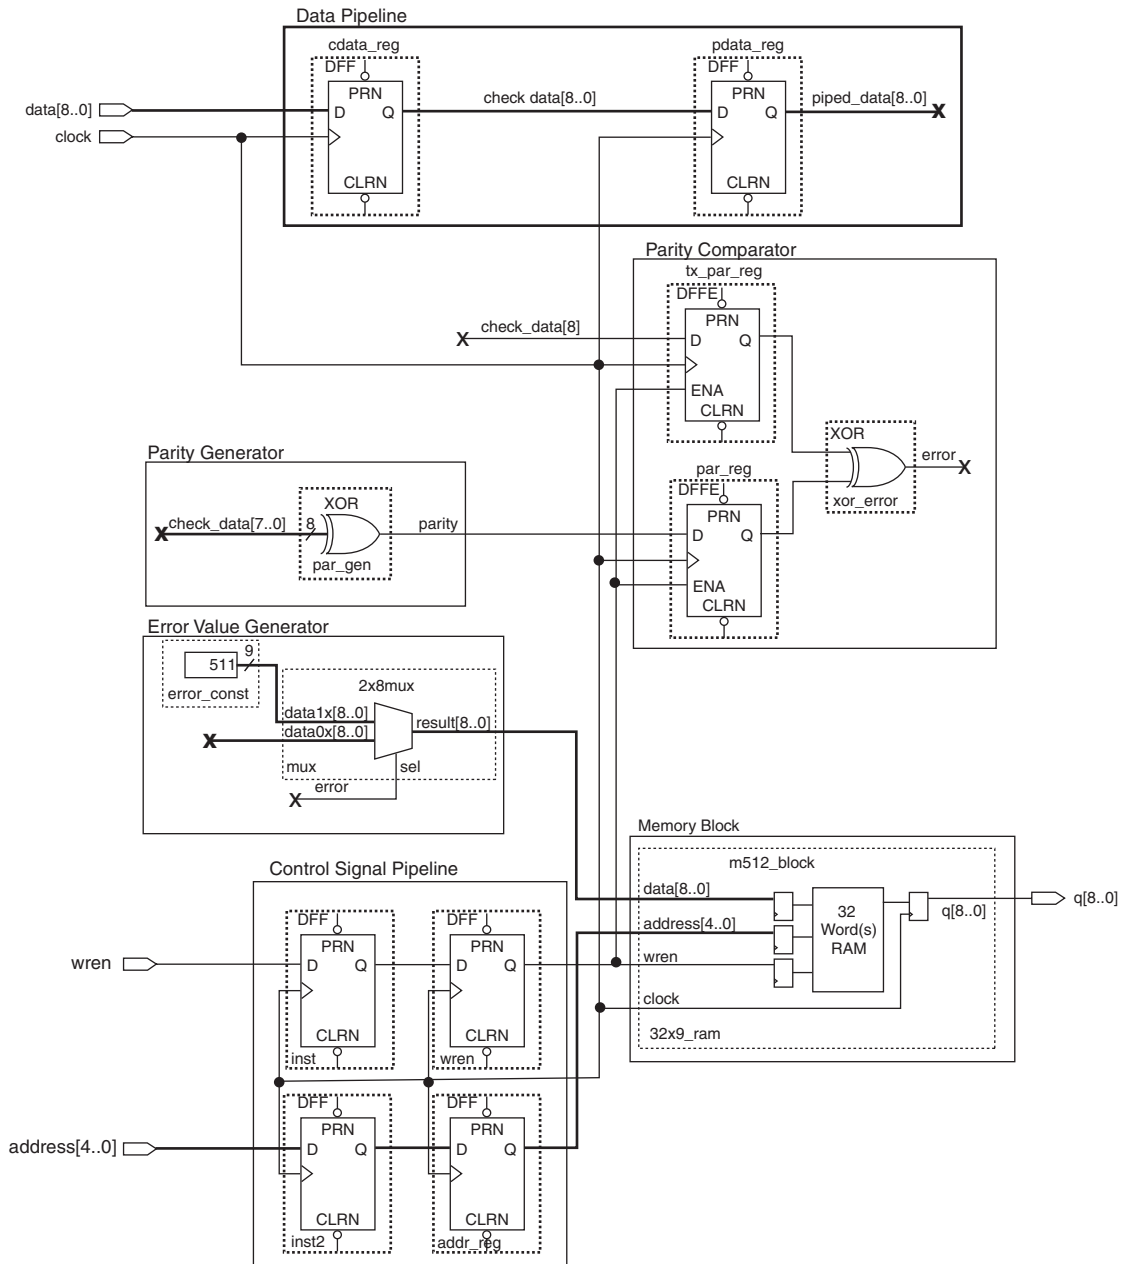 Data Pipeline
cdata_reg
pdata_reg
DFF
DFF
data[8..0]
clock
PRN
D Q
CLRN
check data[8..0]
PRN
D Q
CLRN
piped_data[8..0]
X
Parity Comparator
tx_par_reg
DFFE
X
check_data[8]
PRN
D Q
ENA
CLRN
XOR
error
X
xor_error
Parity Generator
XOR
X
check_data[7..0]
8
parity
par_gen
par_reg
DFFE
PRN
D Q
ENA
CLRN
Error Value Generator
511
9
error_const
2x8mux
data1x[8..0]
X
data0x[8..0]
result[8..0]
mux
sel
error
X
Memory Block
m512_block
data[8..0]
address[4..0]
wren
clock
32
Word(s)
RAM
q[8..0]
q[8..0]
32x9_ram
Control Signal Pipeline
DFF
DFF
wren
PRN
D Q
CLRN
inst
PRN
D Q
CLRN
wren
DFF
DFF
address[4..0]
PRN
D Q
CLRN
inst2
PRN
D Q
CLRN
addr_reg